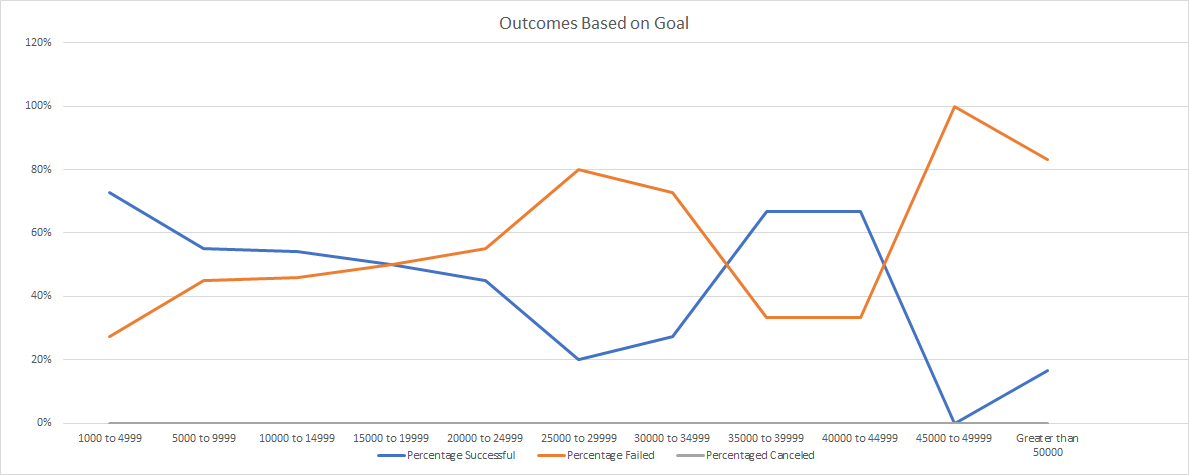 Outcomes Based on Goal
120%
100%
80%
60%
40%
20%
0%
1000 to 4999 5000 to 9999 10000 to 14999 15000 to 19999 20000 to 24999 25000 to 29999 30000 to 34999 35000 to 39999 40000 to 44999 45000 to 49999 Greater than
50000
Percentage Successful Percentage Failed Percentaged Canceled